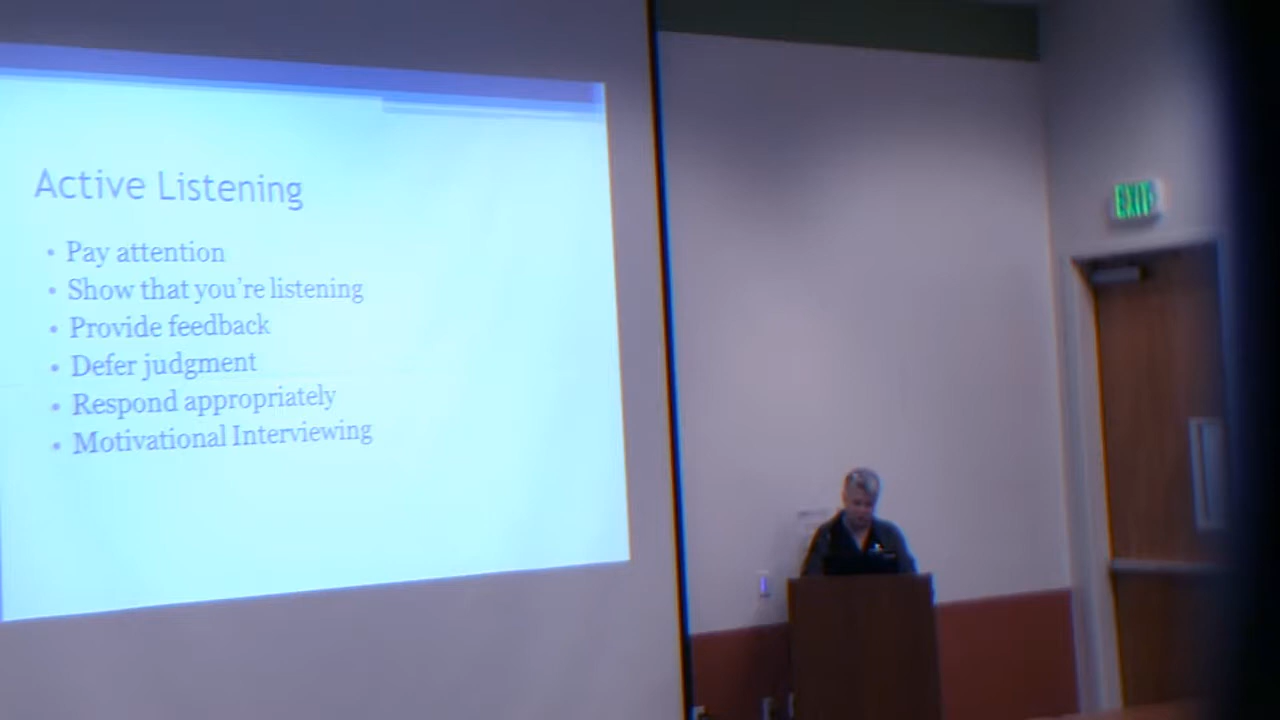 Active Listening
• Pay attention
• Show that you're listening
• Provide feedback
• Defer judgment
• Respond appropriately
• Motivational Interviewing
EXIT